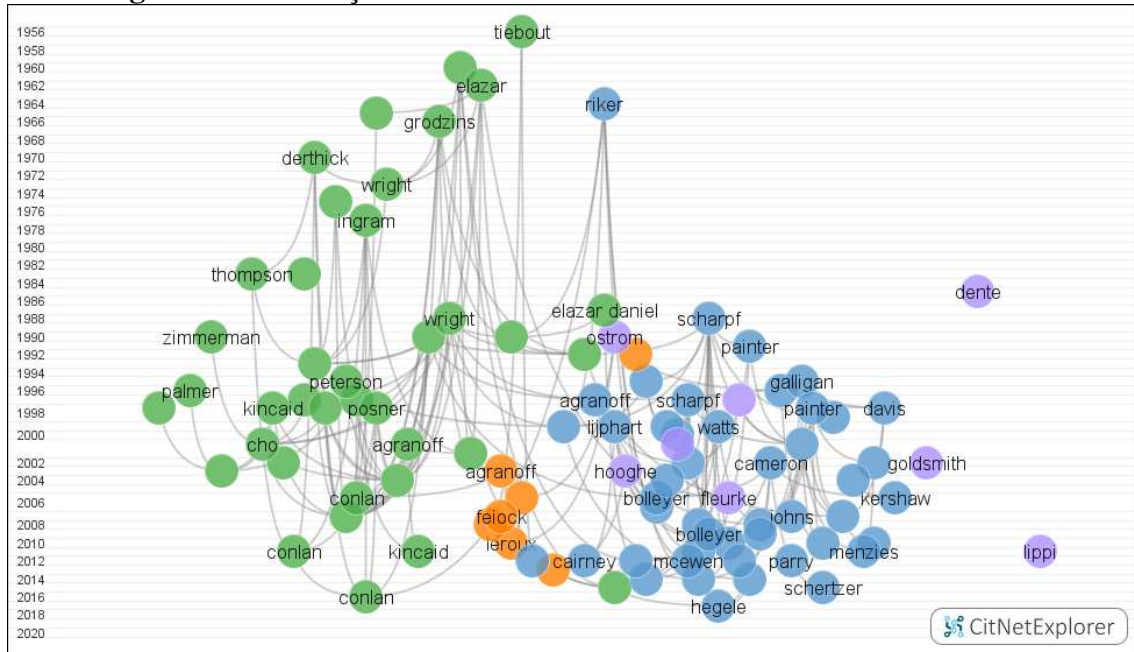 1956
tiebout
1958
1960
1962
elazar
1964
riker
1966
grodzins
1968
1970
derthick
1972
wright
1974
1976
ingram
1978
1980
1982
thompson
1984
dente
1986
elazar daniel
1988
wright
scharpf
1990
zimmerman
ostrom
painter
1992
1994
peterson
galligan
1996
palmer
agranoff
scharpf
1998
kincaid
posner
painter
davis
2000
lijphart
watts
cho
agranoff
2002
cameron
goldsmith
2004
agranoff
hooghe
2006
conlan
bolleyer
fleurke
kershaw
2008
feiock
johns
2010
leroux
bolleyer
conlan
kincaid
menzies
lippi
2012
cairney
mcewen
parry
2014
schertzer
2016
conlan
hegele
2018
2020
CitNetExplorer